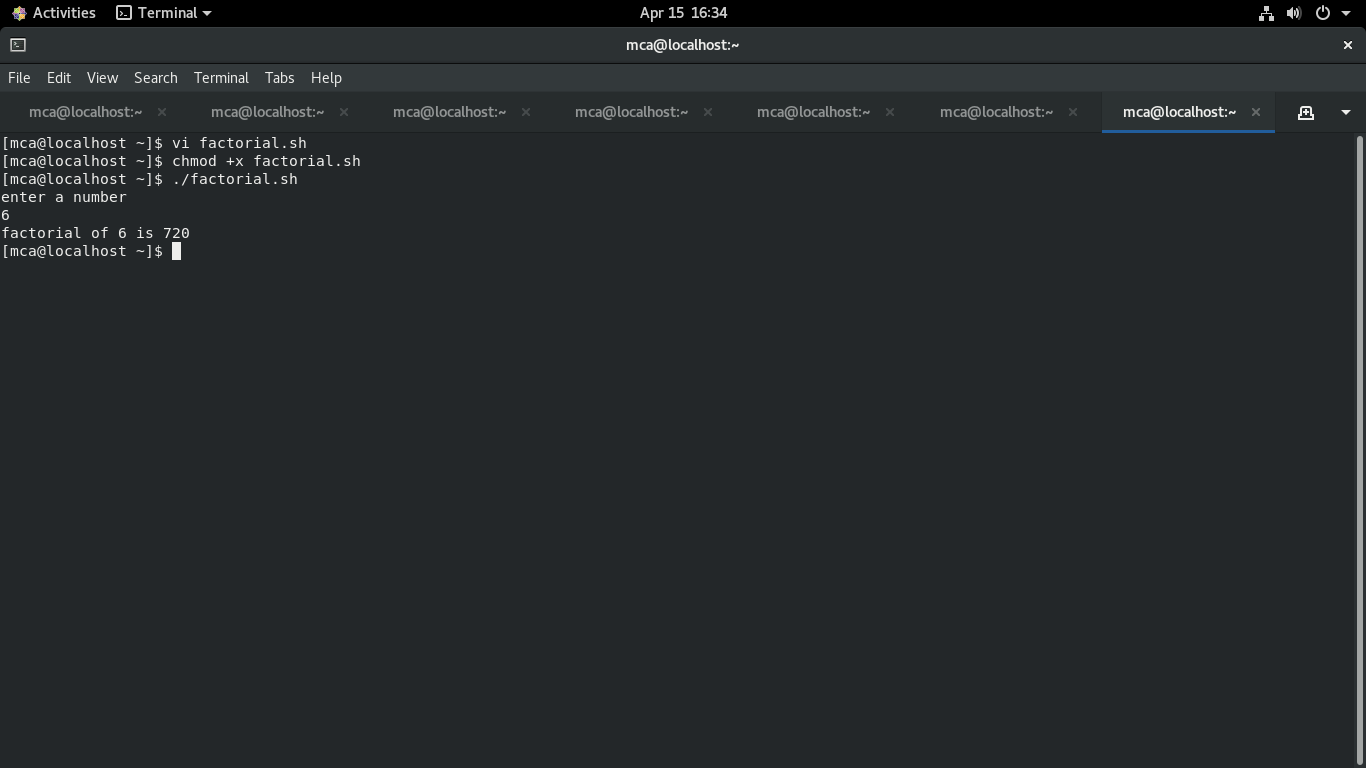 Activities Terminal Apr 15 16:34
mca@localhost:~
File Edit View Search Terminal Tabs Help
mca@localhost:~ mca@localhost:~ mca@localhost:~ mca@localhost:~ mca@localhost:~ mca@localhost:~ mca@localhost:~
[mca@localhost ~]$ vi factorial.sh
[mca@localhost ~]$ chmod +x factorial.sh
[mca@localhost ~]$ ./factorial.sh
enter a number
6
factorial of 6 is 720
[mca@localhost ~]$